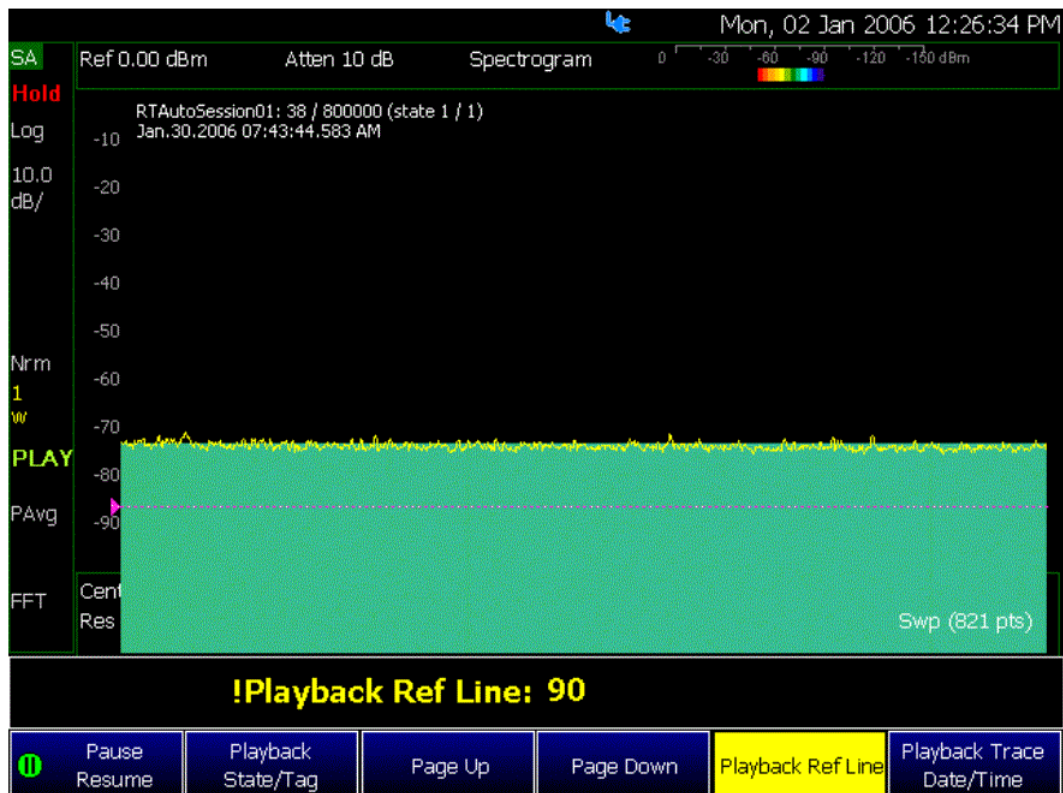 Mon, 02 Jan 2006 12:26:34 PM
SA
Ref 0.00 dBm Atten 10 dB Spectrogram 0 -30 -60 -90 -120 -150 dBm
Hold
RTAutoSession01: 38 / 800000 (state 1 / 1)
Jan.30.2006 07:43:44.583 AM
Log
-10
10.0
dB/
-20
-30
-40
-50
Nrm
-60
1
W
-70
PLAY
-80
PAvg
-90
FFT
Cent
Res
Swp (821 pts)
!Playback Ref Line: 90
Pause
Resume
Playback
State/Tag
Page Up
Page Down
Playback Ref Line
Playback Trace
Date/Time